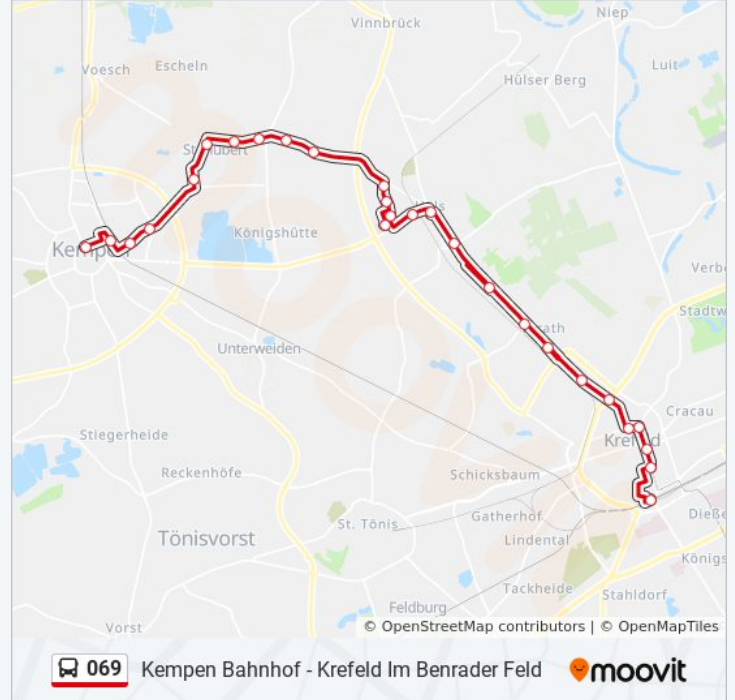 Niep
Vinnbrück
Voesch
Escheln
Luit
Hülser Berg
Königshütte
Verbe
Stadtw
Unterweiden
Cracau
Stiegerheide
Reckenhöfe
Schicksbaum
St. Tönis
Gatherhof
Dieße
Tönisvorst
Lindental
Königs
Tackheide
Stahldorf
Feldburg
Vorst
© OpenStreetMap contributors | © OpenMapTiles
069 Kempen Bahnhof - Krefeld Im Benrader Feld moovit